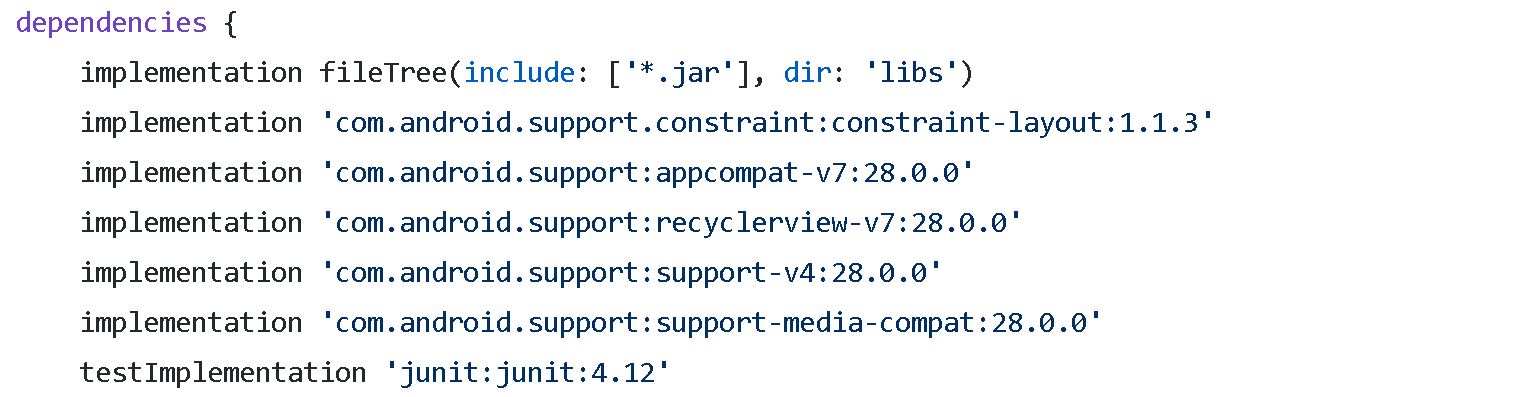 dependencies {
    implementation fileTree(include: ['*.jar'], dir: 'libs')
    implementation 'com.android.support.constraint:constraint-layout:1.1.3'
    implementation 'com.android.support:appcompat-v7:28.0.0'
    implementation 'com.android.support:recyclerview-v7:28.0.0'
    implementation 'com.android.support:support-v4:28.0.0'
    implementation 'com.android.support:support-media-compat:28.0.0'
    testImplementation 'junit:junit:4.12'